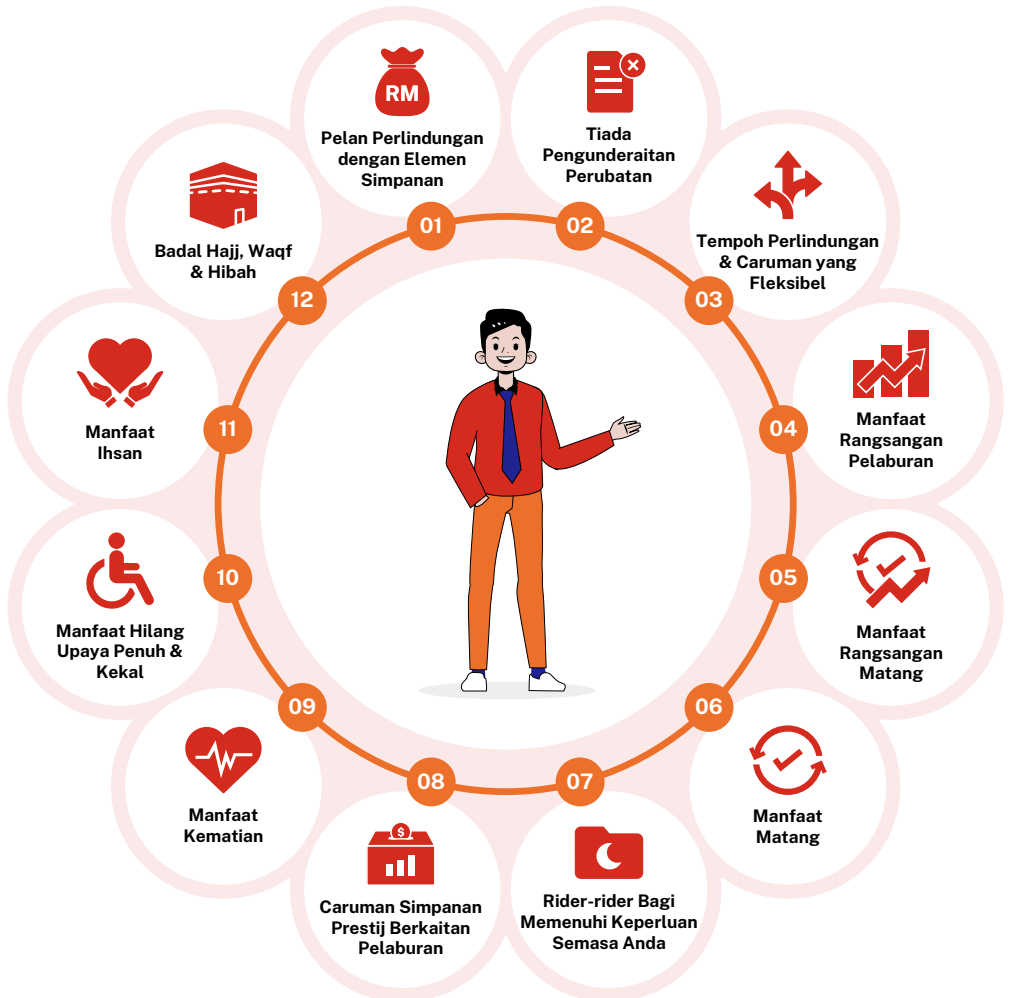 RM
Pelan Perlindungan
dengan Elemen
Simpanan
01
Tiada
Pengunderaitan
Perubatan
02
Tempoh Perlindungan
& Caruman yang
Fleksibel
03
Manfaat
Rangsangan
Pelaburan
04
Manfaat
Rangsangan
Matang
05
Manfaat
Matang
06
Rider-rider Bagi
Memenuhi Keperluan
Semasa Anda
07
Caruman Simpanan
Prestij Berkaitan
Pelaburan
$
08
Manfaat
Kematian
09
Manfaat Hilang
Upaya Penuh &
Kekal
10
Manfaat
Ihsan
11
Badal Hajj, Waqf
& Hibah
12